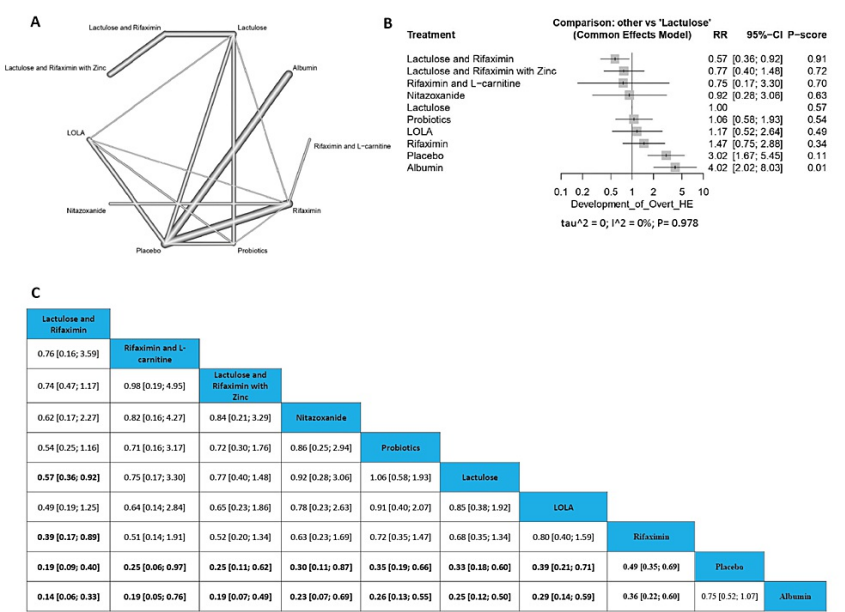 A
Lactulose and Rifaximin
Lactulose
Lactulose and Rifaximin with Zinc
Albumin
LOLA
Rifaximin and L-carnitine
Nitazoxanide
Rifaximin
Placebo
Probiotics
B
Comparison: other vs 'Lactulose'
Treatment (Common Effects Model) RR 95%-CI P-score
Lactulose and Rifaximin 0.57 [0.36; 0.92] 0.91
Lactulose and Rifaximin with Zinc 0.77 [0.40; 1.48] 0.72
Rifaximin and L-carnitine 0.75 [0.17; 3.30] 0.70
Nitazoxanide 0.92 [0.28; 3.06] 0.63
Lactulose 1.00 0.57
Probiotics 1.06 [0.58; 1.93] 0.54
LOLA 1.17 [0.52; 2.64] 0.49
Rifaximin 1.47 [0.75; 2.88] 0.34
Placebo 3.02 [1.67; 5.45] 0.11
Albumin 4.02 [2.02; 8.03] 0.01
0.1 0.2 0.5 1 2 5 10
Development_of_Overt_HE
tau^2 = 0; I^2 = 0%; P= 0.978
C
Lactulose and
Rifaximin
0.76 [0.16; 3.59] Rifaximin and L-
carnitine
0.74 [0.47; 1.17] 0.98 [0.19; 4.95] Lactulose and
Rifaximin with
Zinc
0.62 [0.17; 2.27] 0.82 [0.16; 4.27] 0.84 [0.21; 3.29] Nitazoxanide
0.54 [0.25; 1.16] 0.71 [0.16; 3.17] 0.72 [0.30; 1.76] 0.86 [0.25; 2.94] Probiotics
0.57 [0.36; 0.92] 0.75 [0.17; 3.30] 0.77 [0.40; 1.48] 0.92 [0.28; 3.06] 1.06 [0.58; 1.93] Lactulose
0.49 [0.19; 1.25] 0.64 [0.14; 2.84] 0.65 [0.23; 1.86] 0.78 [0.23; 2.63] 0.91 [0.40; 2.07] 0.85 [0.38; 1.92] LOLA
0.39 [0.17; 0.89] 0.51 [0.14; 1.91] 0.52 [0.20; 1.34] 0.63 [0.23; 1.69] 0.72 [0.35; 1.47] 0.68 [0.35; 1.34] 0.80 [0.40; 1.59] Rifaximin
0.19 [0.09; 0.40] 0.25 [0.06; 0.97] 0.25 [0.11; 0.62] 0.30 [0.11; 0.87] 0.35 [0.19; 0.66] 0.33 [0.18; 0.60] 0.39 [0.21; 0.71] 0.49 [0.35; 0.69] Placebo
0.14 [0.06; 0.33] 0.19 [0.05; 0.76] 0.19 [0.07; 0.49] 0.23 [0.07; 0.69] 0.26 [0.13; 0.55] 0.25 [0.12; 0.50] 0.29 [0.14; 0.59] 0.36 [0.22; 0.60] 0.75 [0.52; 1.07] Albumin